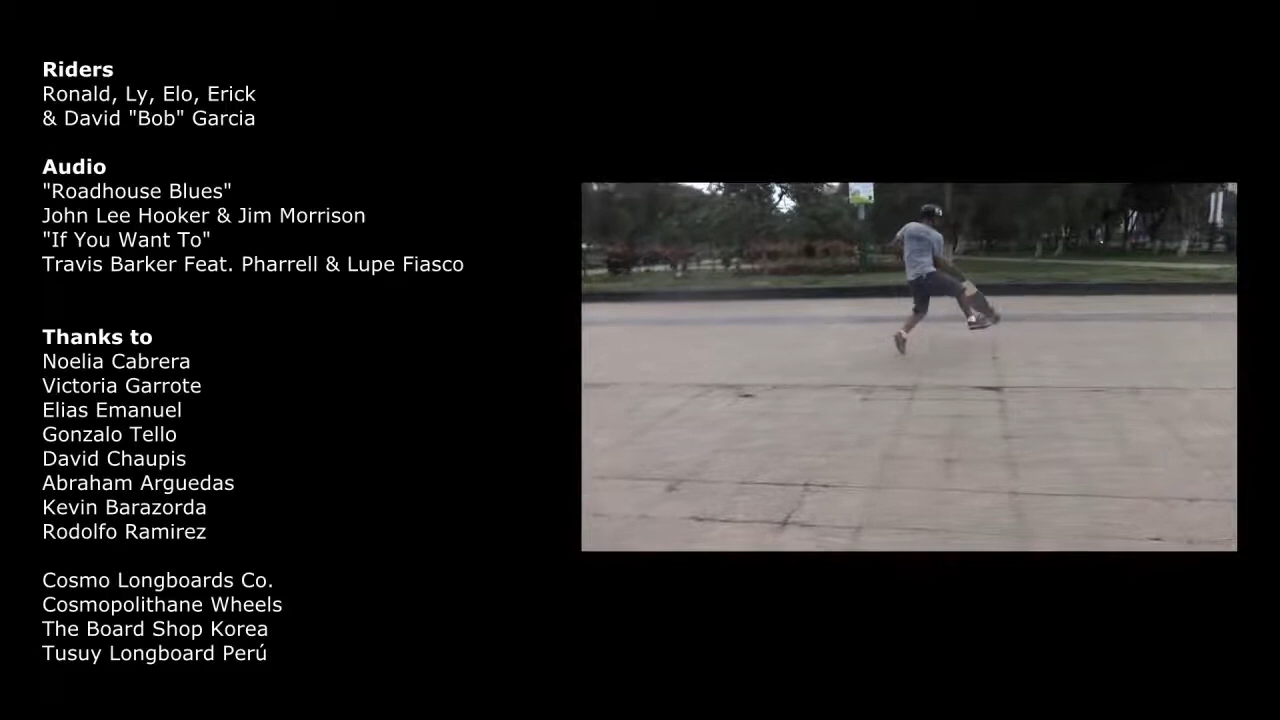 Riders
Ronald, Ly, Elo, Erick
& David "Bob" Garcia
Audio
"Roadhouse Blues"
John Lee Hooker & Jim Morrison
"If You Want To"
Travis Barker Feat. Pharrell & Lupe Fiasco
Thanks to
Noelia Cabrera
Victoria Garrote
Elias Emanuel
Gonzalo Tello
David Chaupis
Abraham Arguedas
Kevin Barazorda
Rodolfo Ramirez
Cosmo Longboards Co.
Cosmopolithane Wheels
The Board Shop Korea
Tusuy Longboard Perú